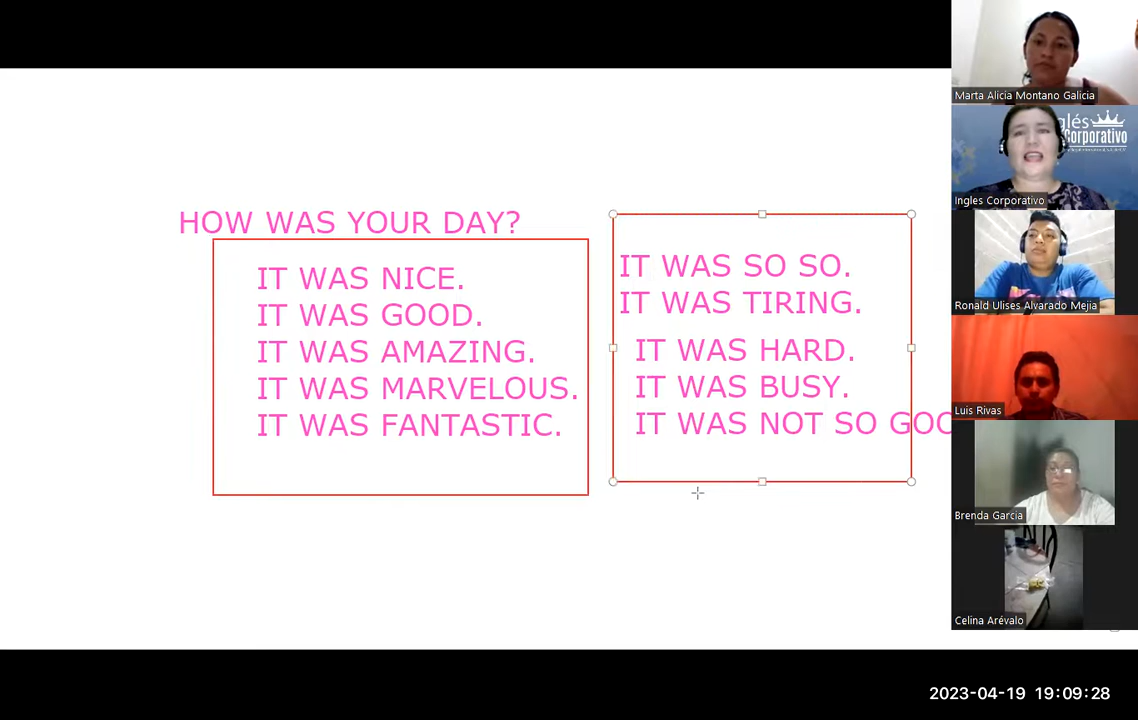 HOW WAS YOUR DAY?
IT WAS NICE.
IT WAS GOOD.
IT WAS AMAZING.
IT WAS MARVELOUS.
IT WAS FANTASTIC.
IT WAS SO SO.
IT WAS TIRING.
IT WAS HARD.
IT WAS BUSY.
IT WAS NOT SO GOO
Marta Alicia Montano Galicia
glés
Corporativo
Ingles Corporativo
Ronald Ulises Alvarado Mejia
Luis Rivas
Brenda Garcia
Celina Arévalo
2023-04-19 19:09:28